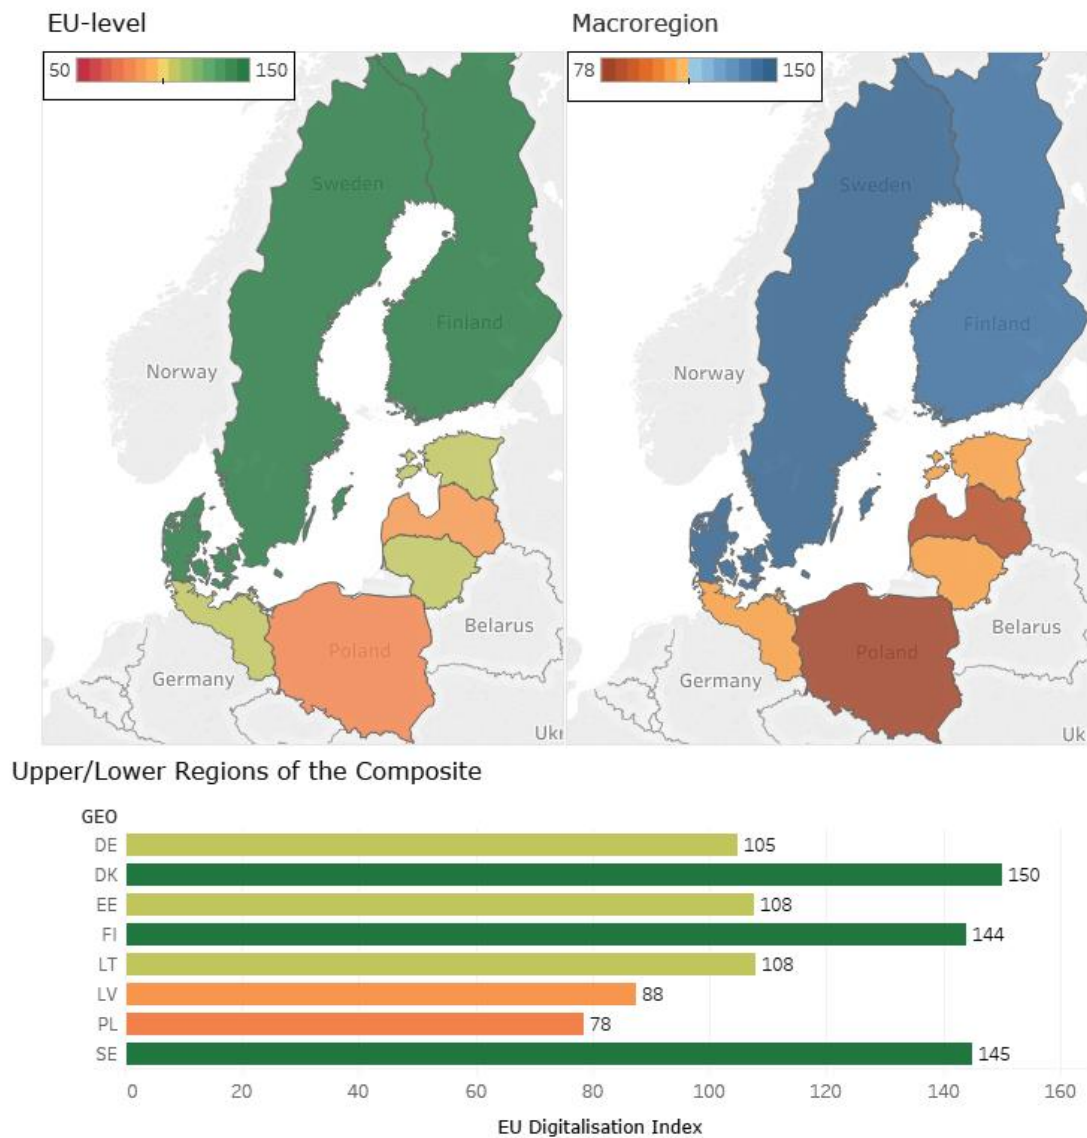 EU-level
50 150
Sweden
Finland
Norway
Poland
Belarus
Germany
Ukr
Macroregion
78 150
Sweden
Finland
Norway
Poland
Belarus
Germany
Uk
Upper/Lower Regions of the Composite
GEO
DE 105
DK 150
EE 108
FI 144
LT 108
LV 88
PL 78
SE 145
0 20 40 60 80 100 120 140 160
EU Digitalisation Index